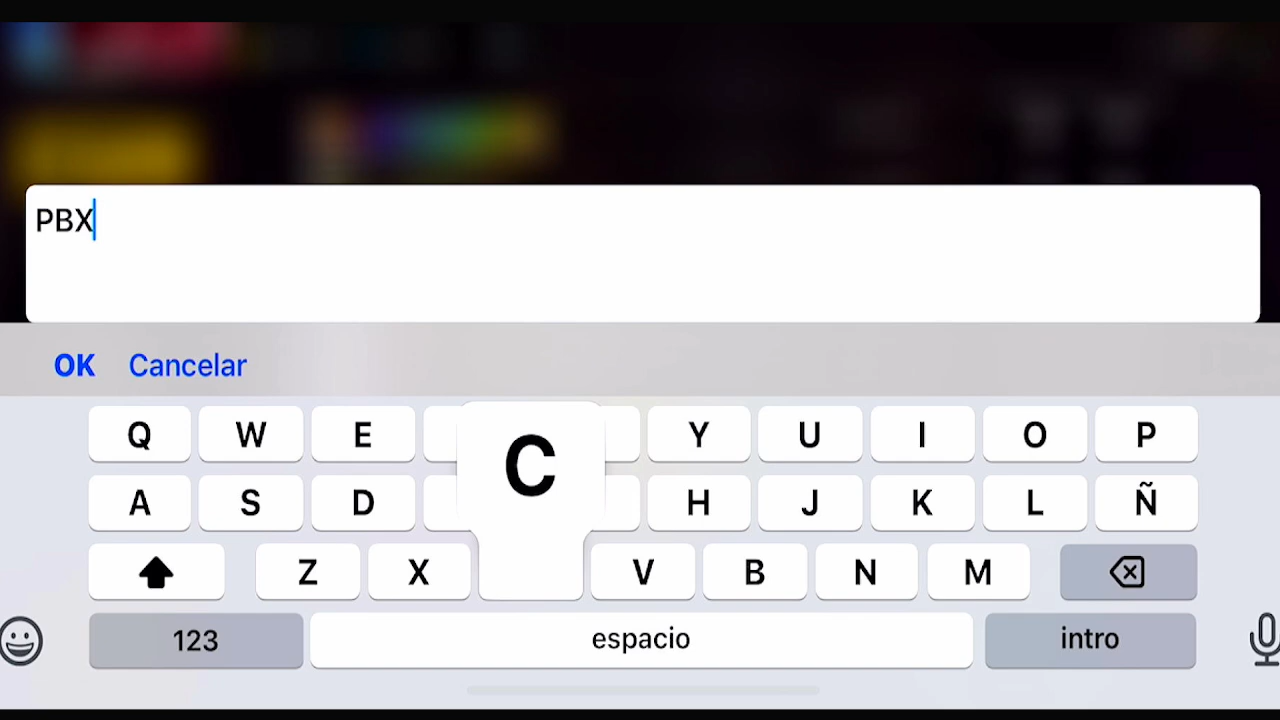 PBX
OK Cancelar
Q W E Y U I O P
C
A S D H J K L Ñ
Z X V B N M
123 espacio intro